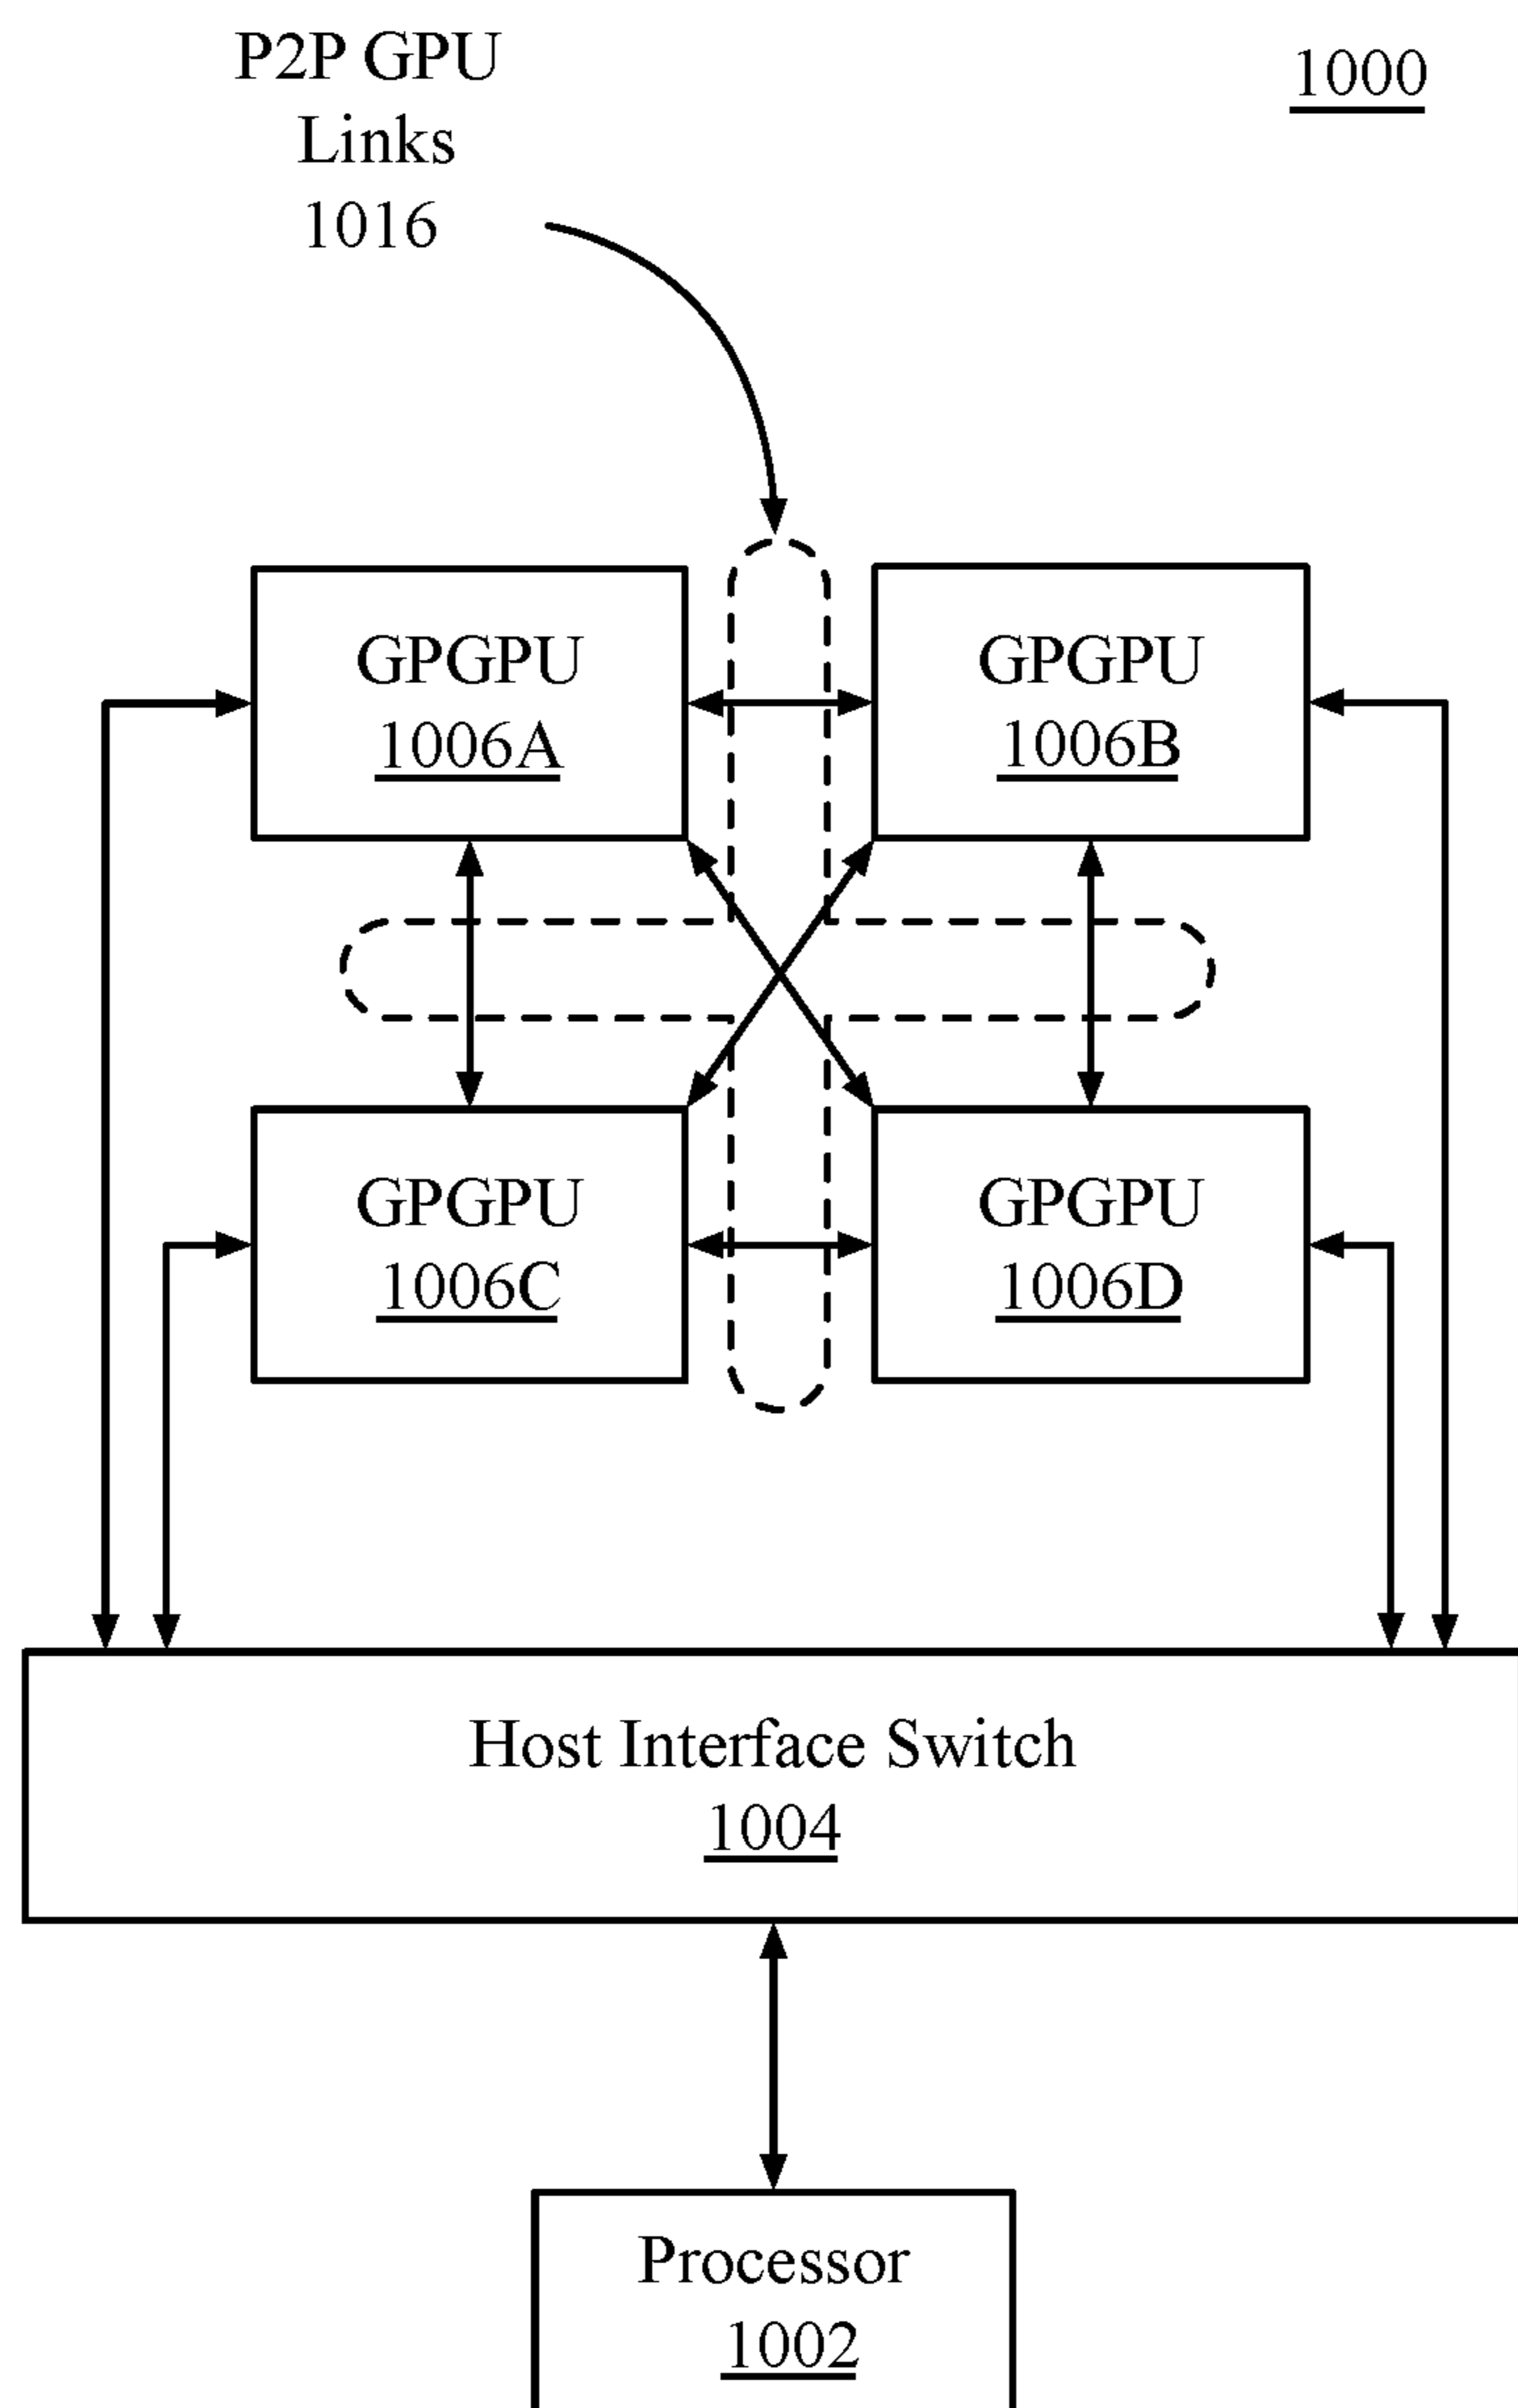 P2P GPU
Links
1016
1000
GPGPU
1006A
GPGPU
1006B
GPGPU
1006C
GPGPU
1006D
Host Interface Switch
1004
Processor
1002